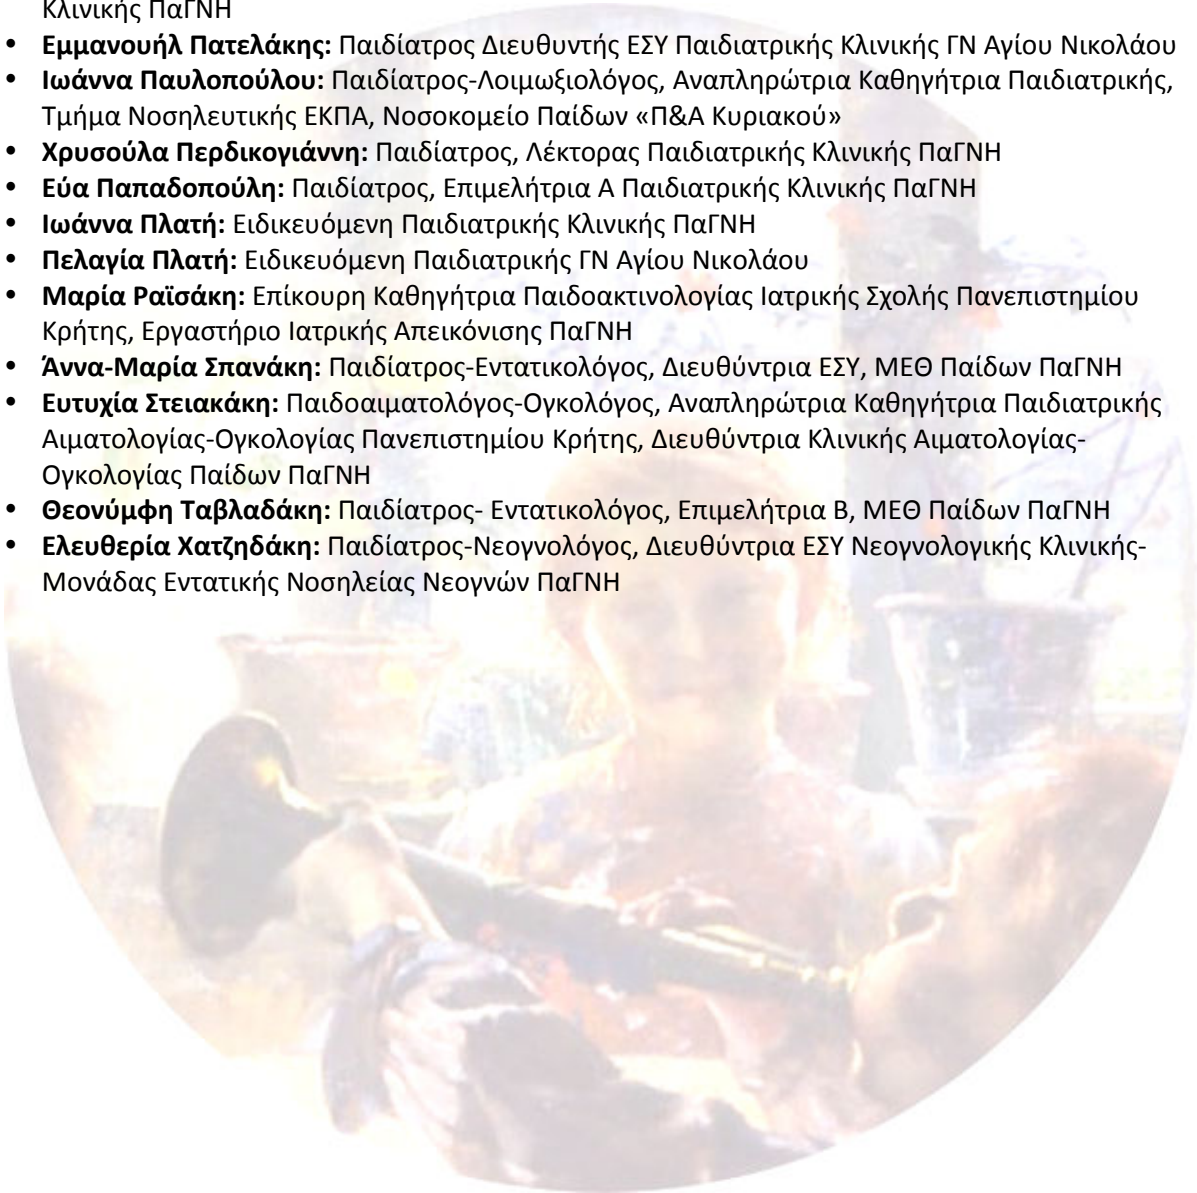 Κλινικής ΠαΓΝΗ
• Εμμανουήλ Πατελάκης: Παιδίατρος Διευθυντής ΕΣΥ Παιδιατρικής Κλινικής ΓΝ Αγίου Νικολάου
• Ιωάννα Παυλοπούλου: Παιδίατρος-Λοιμωξιολόγος, Αναπληρώτρια Καθηγήτρια Παιδιατρικής,
Τμήμα Νοσηλευτικής ΕΚΠΑ, Νοσοκομείο Παίδων «Π&Α Κυριακού»
• Χρυσούλα Περδικογιάννη: Παιδίατρος, Λέκτορας Παιδιατρικής Κλινικής ΠαΓΝΗ
• Εύα Παπαδοπούλη: Παιδίατρος, Επιμελήτρια Α Παιδιατρικής Κλινικής ΠαΓΝΗ
• Ιωάννα Πλατή: Ειδικευόμενη Παιδιατρικής Κλινικής ΠαΓΝΗ
• Πελαγία Πλατή: Ειδικευόμενη Παιδιατρικής ΓΝ Αγίου Νικολάου
• Μαρία Ραϊσάκη: Επίκουρη Καθηγήτρια Παιδοακτινολογίας Ιατρικής Σχολής Πανεπιστημίου
Κρήτης, Εργαστήριο Ιατρικής Απεικόνισης ΠαΓΝΗ
• Άννα-Μαρία Σπανάκη: Παιδίατρος-Εντατικολόγος, Διευθύντρια ΕΣΥ, ΜΕΘ Παίδων ΠαΓΝΗ
• Ευτυχία Στειακάκη: Παιδοαιματολόγος-Ογκολόγος, Αναπληρώτρια Καθηγήτρια Παιδιατρικής
Αιματολογίας-Ογκολογίας Πανεπιστημίου Κρήτης, Διευθύντρια Κλινικής Αιματολογίας-
Ογκολογίας Παίδων ΠαΓΝΗ
• Θεονύμφη Ταβλαδάκη: Παιδίατρος- Εντατικολόγος, Επιμελήτρια Β, ΜΕΘ Παίδων ΠαΓΝΗ
• Ελευθερία Χατζηδάκη: Παιδίατρος-Νεογνολόγος, Διευθύντρια ΕΣΥ Νεογνολογικής Κλινικής-
Μονάδας Εντατικής Νοσηλείας Νεογνών ΠαΓΝΗ